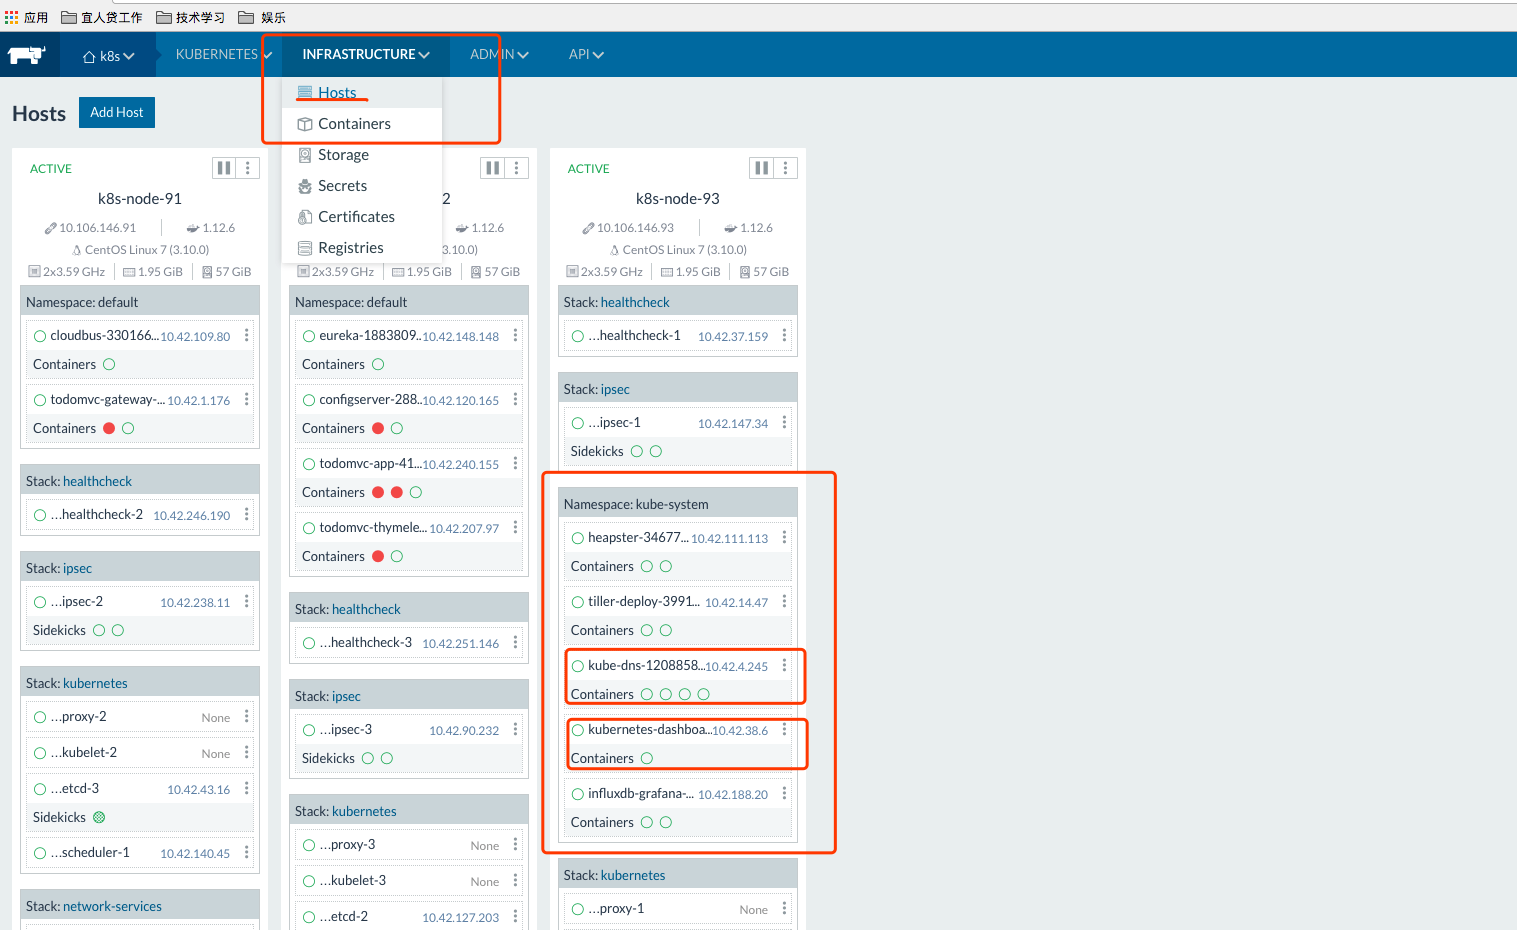 应用 宜人贷工作 技术学习 娱乐
k8s KUBERNETES INFRASTRUCTURE ADMIN API
Hosts
Containers
Storage
Secrets
Certificates
Registries
Hosts Add Host
ACTIVE
k8s-node-91
10.106.146.91 1.12.6
CentOS Linux 7 (3.10.0)
2x3.59 GHz 1.95 GiB 57 GiB
Namespace: default
cloudbus-330166... 10.42.109.80
Containers
todomvc-gateway-... 10.42.1.176
Containers
Stack: healthcheck
...healthcheck-2 10.42.246.190
Stack: ipsec
...ipsec-2 10.42.238.11
Sidekicks
Stack: kubernetes
...proxy-2 None
...kubelet-2 None
...etcd-3 10.42.43.16
Sidekicks
...scheduler-1 10.42.140.45
Stack: network-services
2
1.12.6
3.10.0)
2x3.59 GHz 1.95 GiB 57 GiB
Namespace: default
eureka-1883809.. 10.42.148.148
Containers
configserver-288.. 10.42.120.165
Containers
todomvc-app-41... 10.42.240.155
Containers
todomvc-thymele... 10.42.207.97
Containers
Stack: healthcheck
...healthcheck-3 10.42.251.146
Stack: ipsec
...ipsec-3 10.42.90.232
Sidekicks
Stack: kubernetes
...proxy-3 None
...kubelet-3 None
...etcd-2 10.42.127.203
ACTIVE
k8s-node-93
10.106.146.93 1.12.6
CentOS Linux 7 (3.10.0)
2x3.59 GHz 1.95 GiB 57 GiB
Stack: healthcheck
...healthcheck-1 10.42.37.159
Stack: ipsec
...ipsec-1 10.42.147.34
Sidekicks
Namespace: kube-system
heapster-34677... 10.42.111.113
Containers
tiller-deploy-3991... 10.42.14.47
Containers
kube-dns-1208858... 10.42.4.245
Containers
kubernetes-dashboa... 10.42.38.6
Containers
influxdb-grafana-... 10.42.188.20
Containers
Stack: kubernetes
...proxy-1 None